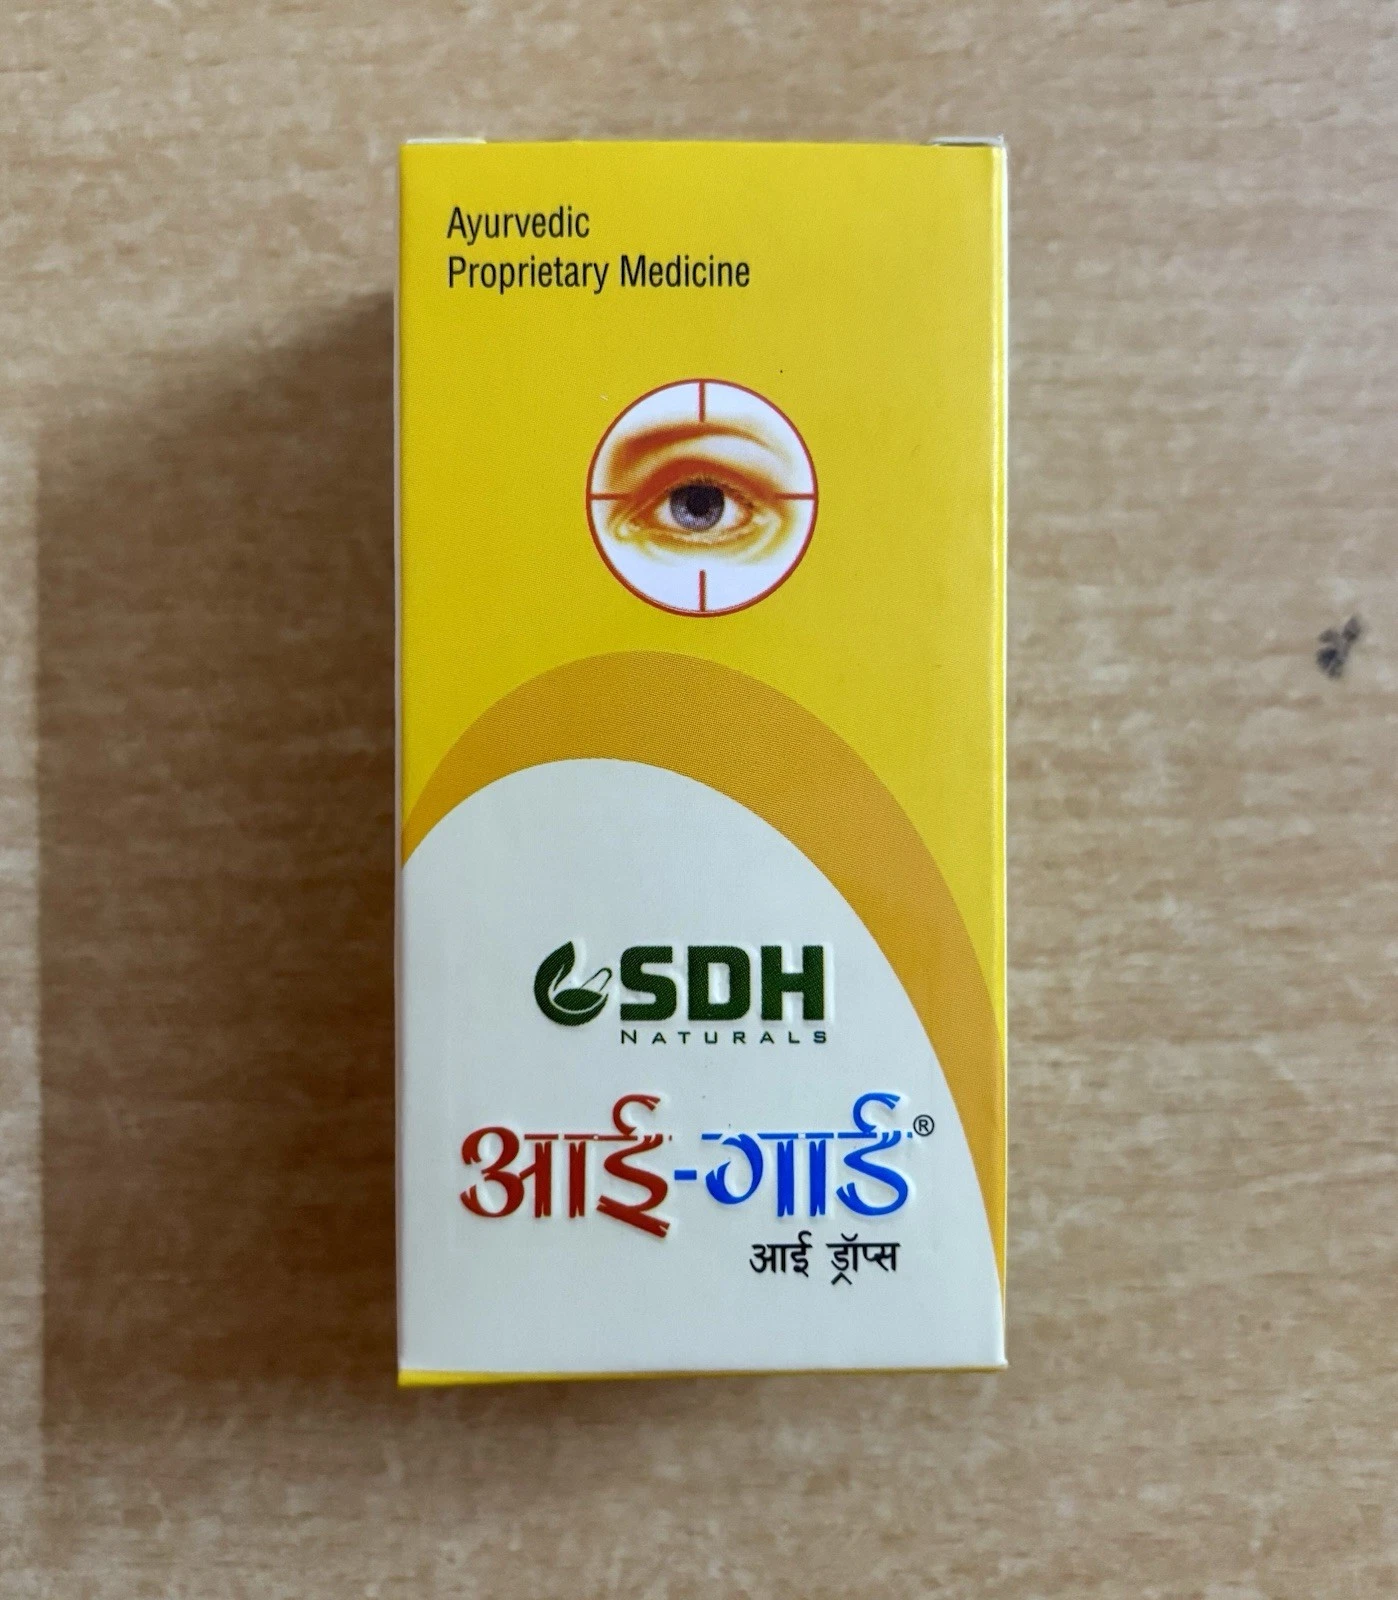 Ayurvedic
Proprietary Medicine
SDH
NATURALS
आई-गार्ड®
आई ड्रॉप्स